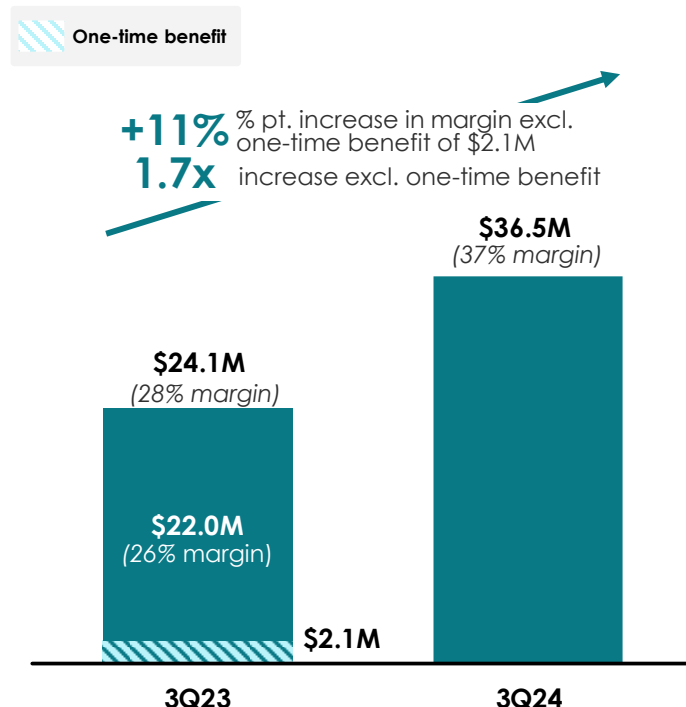 One-time benefit
+11% % pt. increase in margin excl.
one-time benefit of $2.1M
1.7x increase excl. one-time benefit
$36.5M
(37% margin)
$24.1M
(28% margin)
$22.0M
(26% margin)
$2.1M
3Q23 3Q24